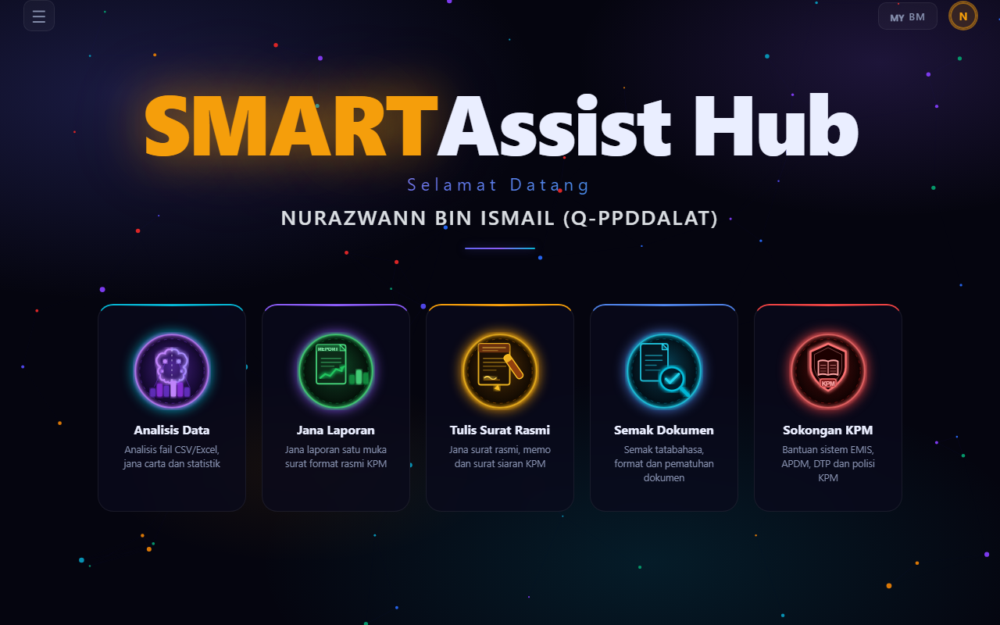 ☰
MY BM
N
SMARTAssist Hub
Selamat Datang
NURAZWANN BIN ISMAIL (Q-PPDDALAT)
REPORT
KPM
Analisis Data
Analisis fail CSV/Excel,
jana carta dan statistik
Jana Laporan
Jana laporan satu muka
surat format rasmi KPM
Tulis Surat Rasmi
Jana surat rasmi, memo
dan surat siaran KPM
Semak Dokumen
Semak tatabahasa,
format dan pematuhan
dokumen
Sokongan KPM
Bantuan sistem EMIS,
APDM, DTP dan polisi
KPM